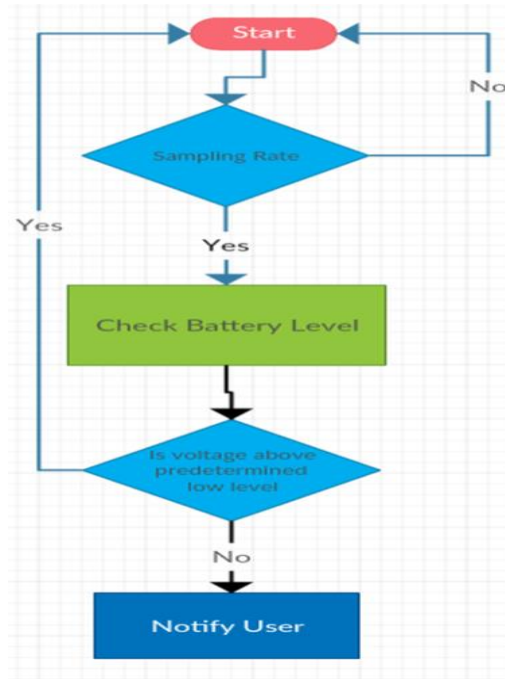 Start
No
Sampling Rate
Yes
Yes
Check Battery Level
Is voltage above
predetermined
low level
No
Notify User